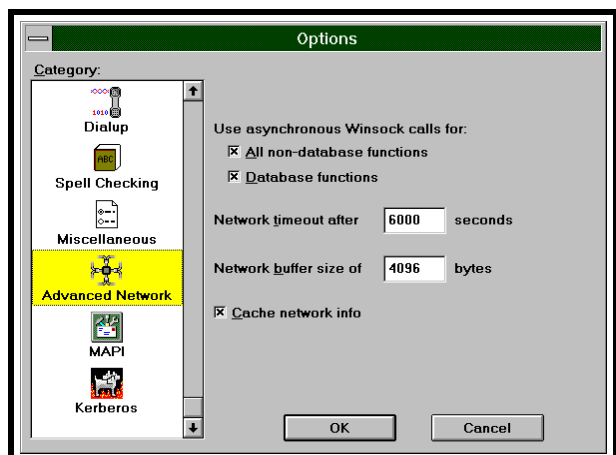 Options
Category:
1010
Dialup
ABC
Spell Checking
Miscellaneous
Advanced Network
MAPI
Kerberos
Use asynchronous Winsock calls for:
All non-database functions
Database functions
Network timeout after 6000 seconds
Network buffer size of 4096 bytes
Cache network info
OK Cancel